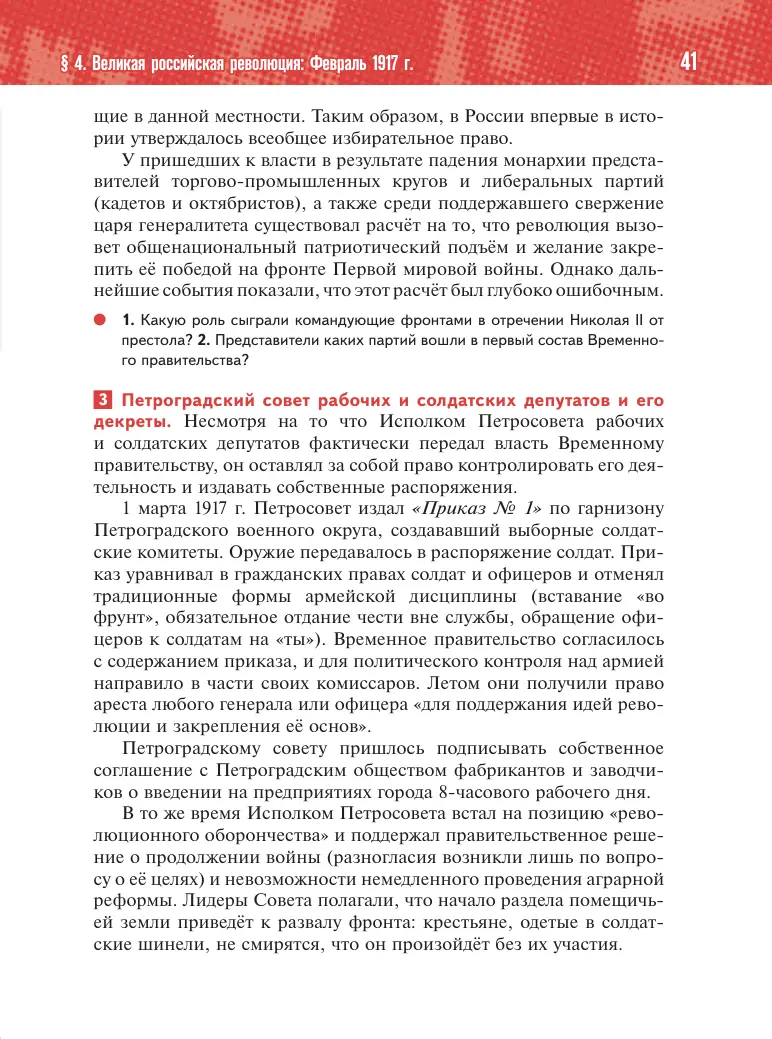 § 4. Великая российская революция: Февраль 1917 г.
41
щие в данной местности. Таким образом, в России впервые в исто-
рии утверждалось всеобщее избирательное право.
У пришедших к власти в результате падения монархии предста-
вителей торгово-промышленных кругов и либеральных партий
(кадетов и октябристов), а также среди поддержавшего свержение
царя генералитета существовал расчёт на то, что революция вызо-
вет общенациональный патриотический подъём и желание закре-
пить её победой на фронте Первой мировой войны. Однако даль-
нейшие события показали, что этот расчёт был глубоко ошибочным.
1. Какую роль сыграли командующие фронтами в отречении Николая II от
престола? 2. Представители каких партий вошли в первый состав Временно-
го правительства?
3 Петроградский совет рабочих и солдатских депутатов и его
декреты. Несмотря на то что Исполком Петросовета рабочих
и солдатских депутатов фактически передал власть Временному
правительству, он оставлял за собой право контролировать его дея-
тельность и издавать собственные распоряжения.
1 марта 1917 г. Петросовет издал «Приказ № 1» по гарнизону
Петроградского военного округа, создававший выборные солдат-
ские комитеты. Оружие передавалось в распоряжение солдат. При-
каз уравнивал в гражданских правах солдат и офицеров и отменял
традиционные формы армейской дисциплины (вставание «во
фрунт», обязательное отдание чести вне службы, обращение офи-
церов к солдатам на «ты»). Временное правительство согласилось
с содержанием приказа, и для политического контроля над армией
направило в части своих комиссаров. Летом они получили право
ареста любого генерала или офицера «для поддержания идей рево-
люции и закрепления её основ».
Петроградскому совету пришлось подписывать собственное
соглашение с Петроградским обществом фабрикантов и заводчи-
ков о введении на предприятиях города 8-часового рабочего дня.
В то же время Исполком Петросовета встал на позицию «рево-
люционного оборончества» и поддержал правительственное реше-
ние о продолжении войны (разногласия возникли лишь по вопро-
су о её целях) и невозможности немедленного проведения аграрной
реформы. Лидеры Совета полагали, что начало раздела помещичь-
ей земли приведёт к развалу фронта: крестьяне, одетые в солдат-
ские шинели, не смирятся, что он произойдёт без их участия.